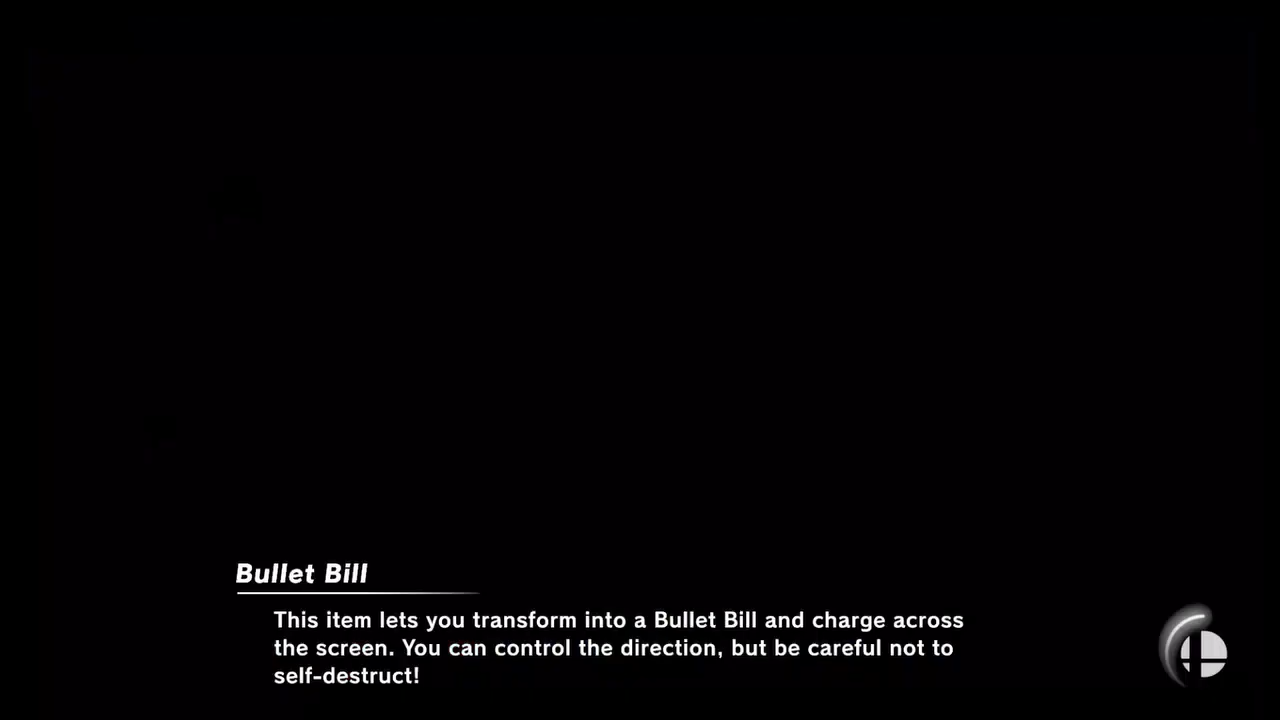 Bullet Bill
This item lets you transform into a Bullet Bill and charge across
the screen. You can control the direction, but be careful not to
self-destruct!